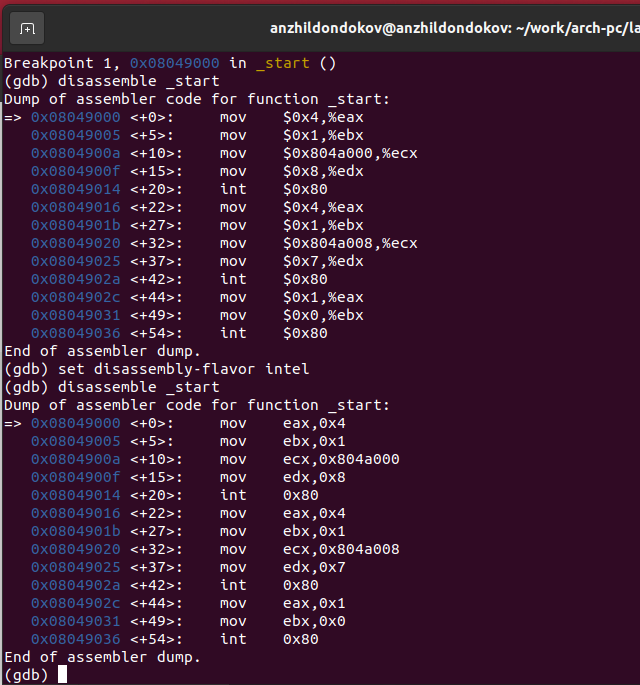 anzhildondokov@anzhildondokov: ~/work/arch-pc/la
Breakpoint 1, 0x08049000 in _start ()
(gdb) disassemble _start
Dump of assembler code for function _start:
=> 0x08049000 <+0>:     mov    $0x4,%eax
   0x08049005 <+5>:     mov    $0x1,%ebx
   0x0804900a <+10>:    mov    $0x804a000,%ecx
   0x0804900f <+15>:    mov    $0x8,%edx
   0x08049014 <+20>:    int    $0x80
   0x08049016 <+22>:    mov    $0x4,%eax
   0x0804901b <+27>:    mov    $0x1,%ebx
   0x08049020 <+32>:    mov    $0x804a008,%ecx
   0x08049025 <+37>:    mov    $0x7,%edx
   0x0804902a <+42>:    int    $0x80
   0x0804902c <+44>:    mov    $0x1,%eax
   0x08049031 <+49>:    mov    $0x0,%ebx
   0x08049036 <+54>:    int    $0x80
End of assembler dump.
(gdb) set disassembly-flavor intel
(gdb) disassemble _start
Dump of assembler code for function _start:
=> 0x08049000 <+0>:     mov    eax,0x4
   0x08049005 <+5>:     mov    ebx,0x1
   0x0804900a <+10>:    mov    ecx,0x804a000
   0x0804900f <+15>:    mov    edx,0x8
   0x08049014 <+20>:    int    0x80
   0x08049016 <+22>:    mov    eax,0x4
   0x0804901b <+27>:    mov    ebx,0x1
   0x08049020 <+32>:    mov    ecx,0x804a008
   0x08049025 <+37>:    mov    edx,0x7
   0x0804902a <+42>:    int    0x80
   0x0804902c <+44>:    mov    eax,0x1
   0x08049031 <+49>:    mov    ebx,0x0
   0x08049036 <+54>:    int    0x80
End of assembler dump.
(gdb)